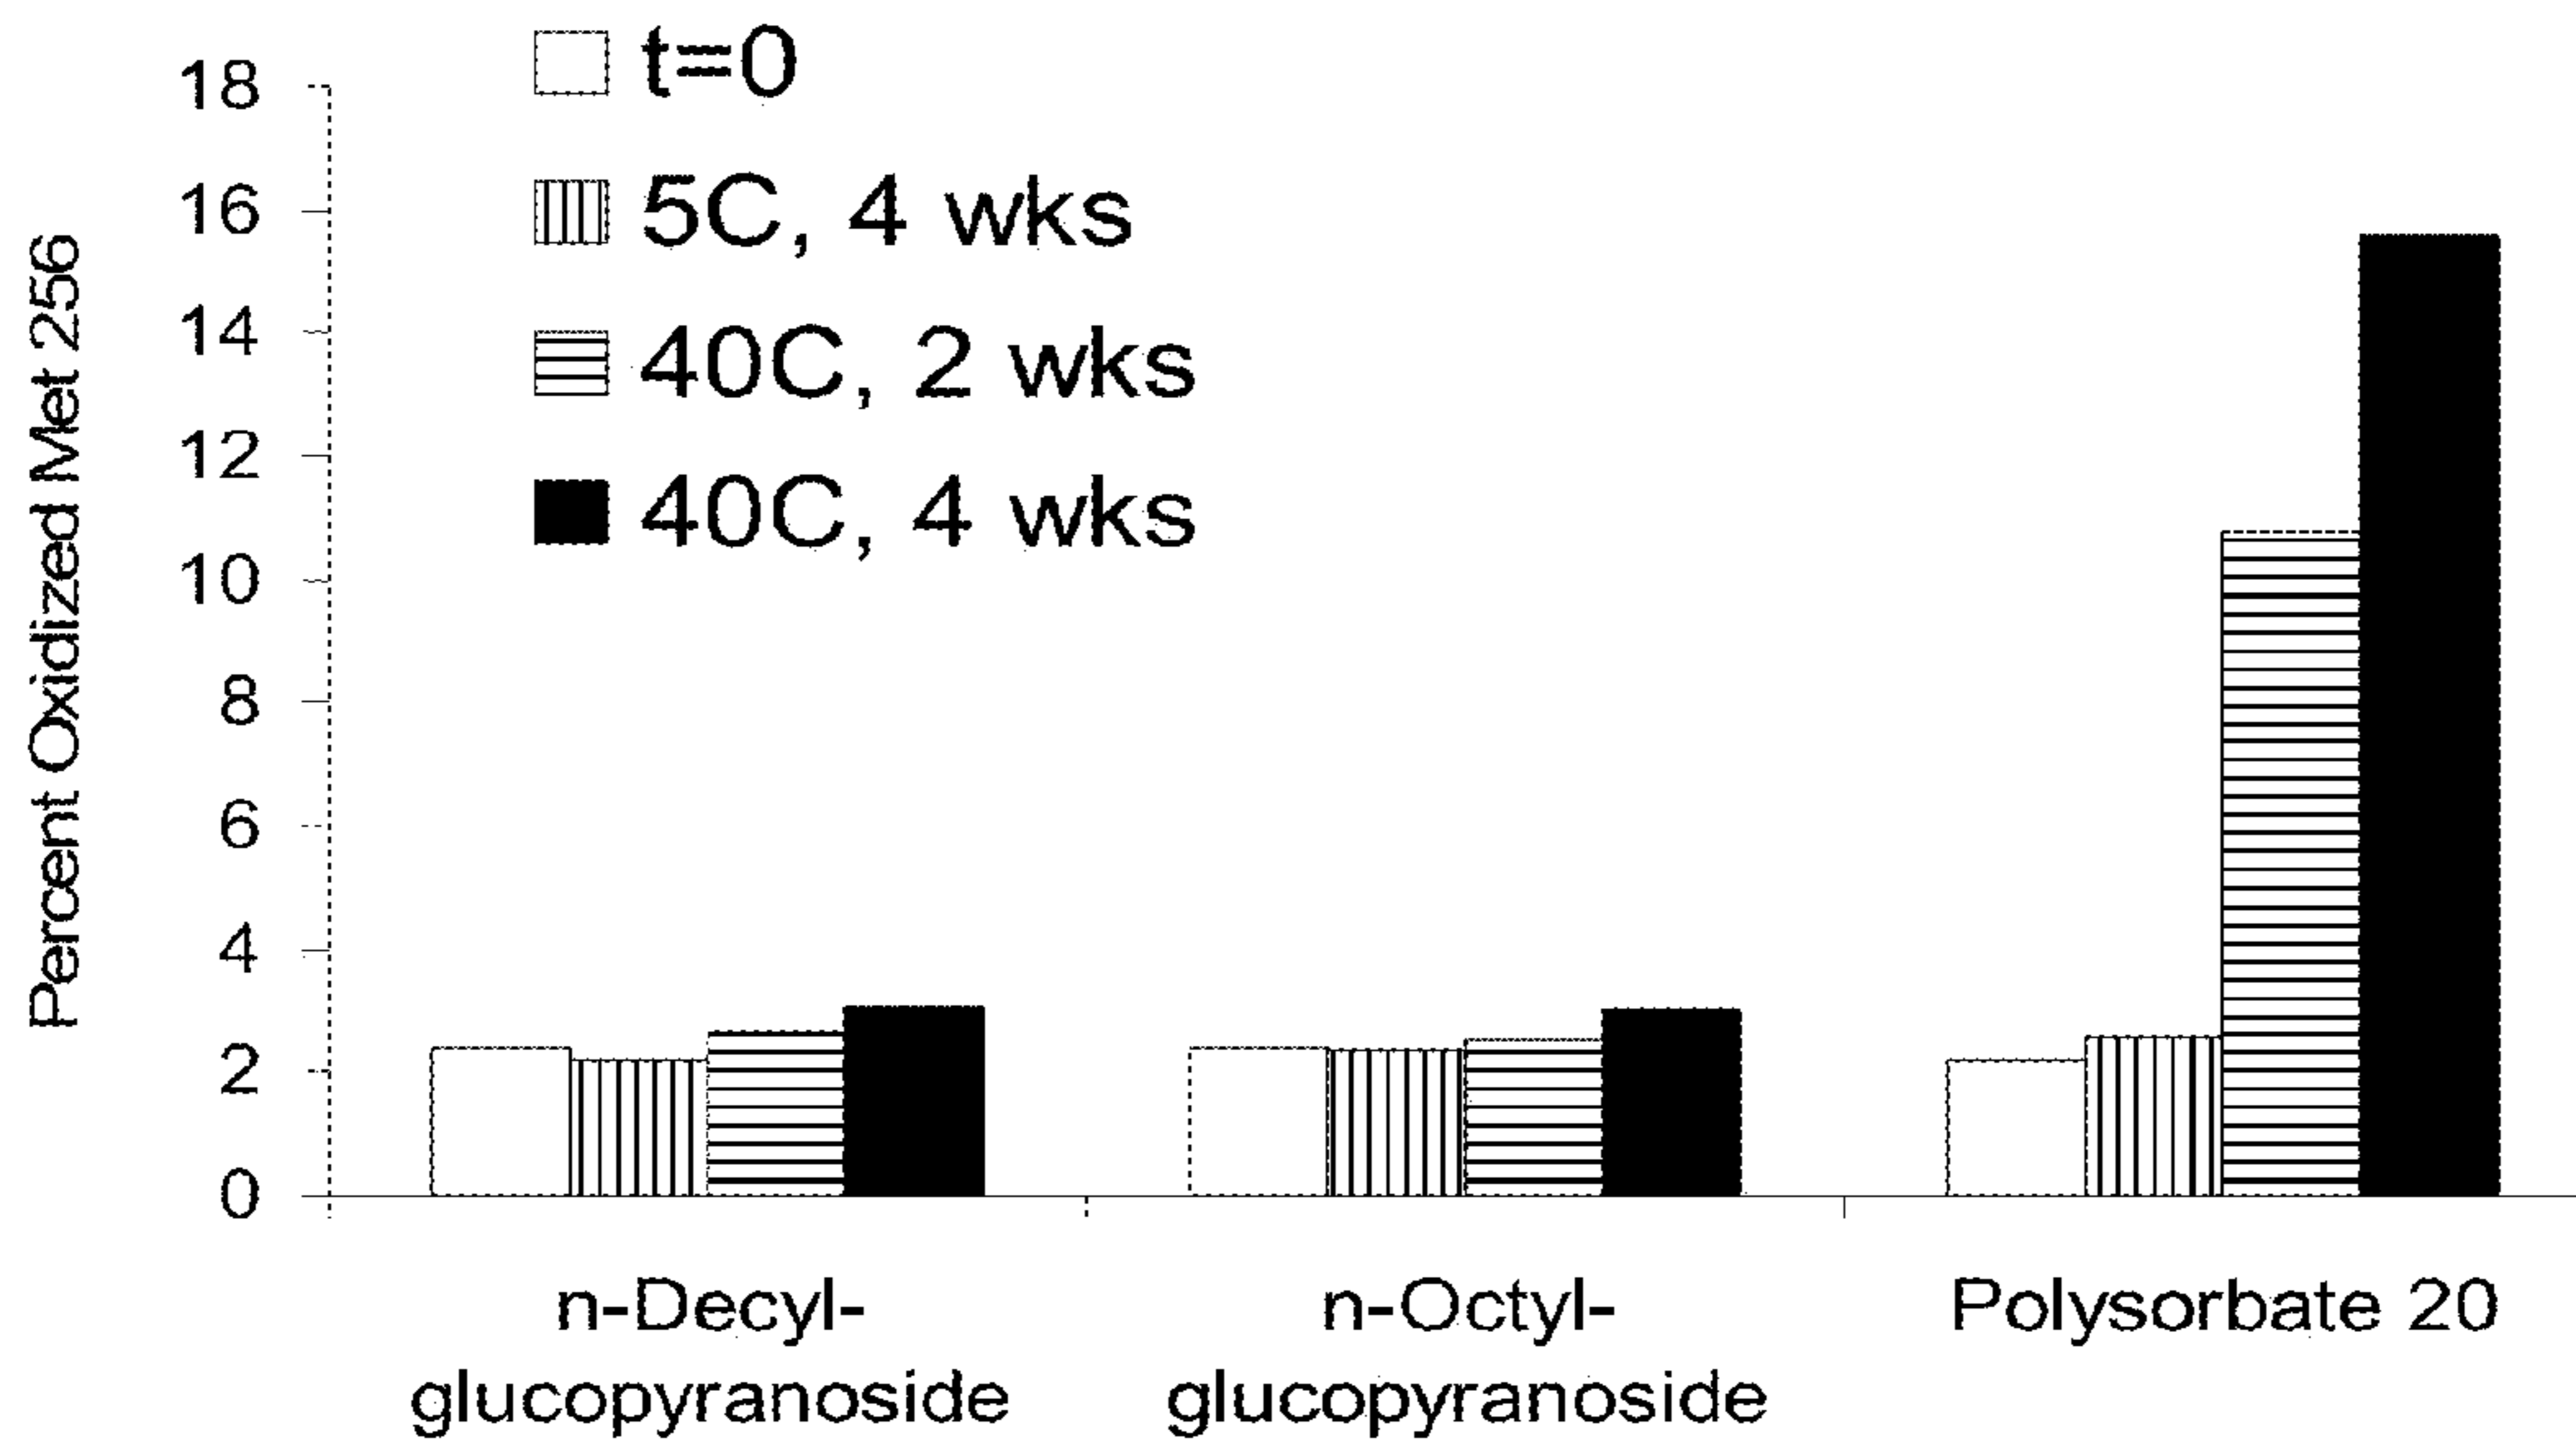 t=0
5C, 4 wks
40C, 2 wks
40C, 4 wks
Percent Oxidized Met 256
18
16
14
12
10
8
6
4
2
0
n-Decyl-
glucopyranoside
n-Octyl-
glucopyranoside
Polysorbate 20